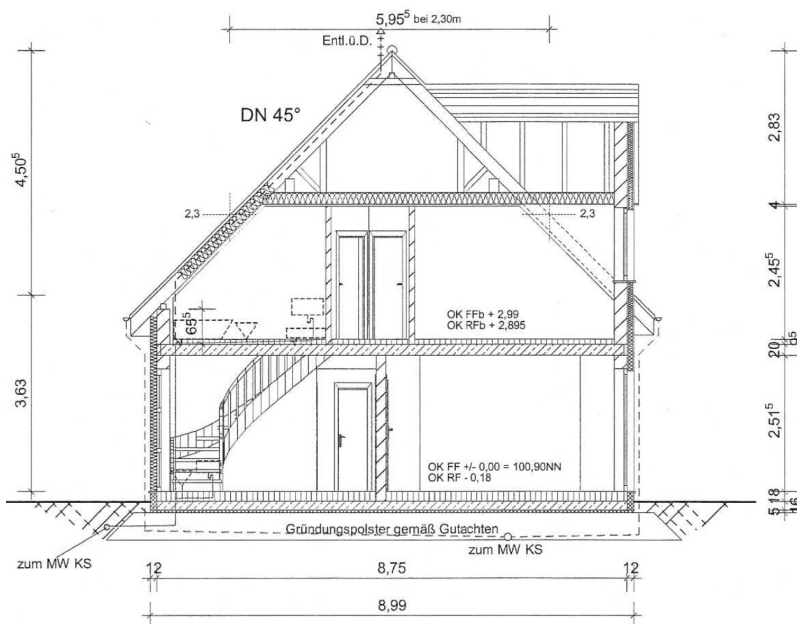 5,95⁵ bei 2,30m
Entl.ü.D.
DN 45°
4,50⁵
2,83
2,3
2,3
4
2,45⁵
65⁵
OK FFb + 2,99
OK RFb + 2,895
20
3,63
2,51⁵
OK FF +/- 0,00 = 100,90NN
OK RF - 0,18
18
5
16
Gründungspolster gemäß Gutachten
zum MW KS
zum MW KS
12
8,75
12
8,99